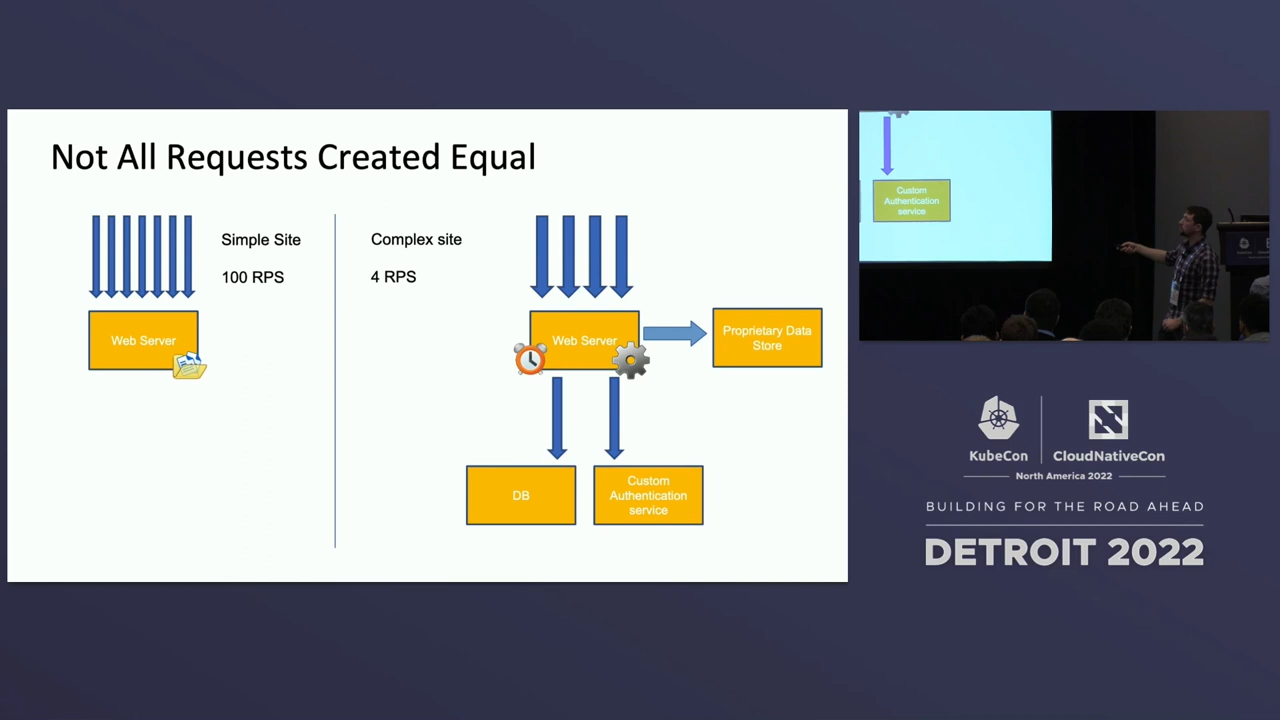 Not All Requests Created Equal
Simple Site
100 RPS
Complex site
4 RPS
Web Server
Web Server
Proprietary Data
Store
DB
Custom
Authentication
service
Custom
Authentication
service
KubeCon
CloudNativeCon
North America 2022
BUILDING FOR THE ROAD AHEAD
DETROIT 2022